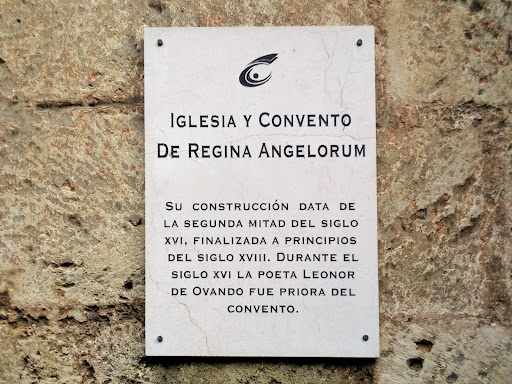 IGLESIA Y CONVENTO
DE REGINA ANGELORUM
SU CONSTRUCCIÓN DATA DE
LA SEGUNDA MITAD DEL SIGLO
XVI, FINALIZADA A PRINCIPIOS
DEL SIGLO XVIII. DURANTE EL
SIGLO XVI LA POETA LEONOR
DE OVANDO FUE PRIORA DEL
CONVENTO.